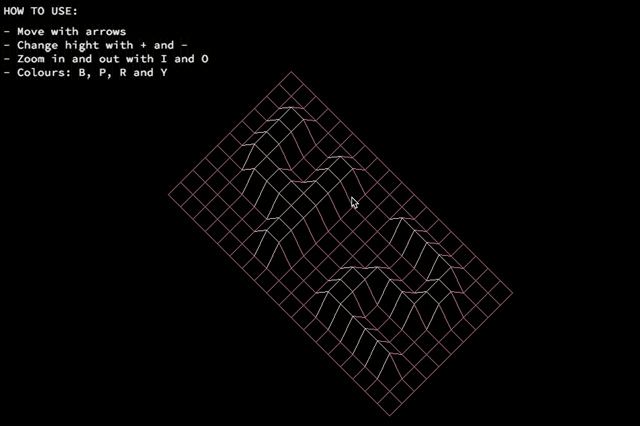 HOW TO USE:
- Move with arrows
- Change hight with + and -
- Zoom in and out with I and O
- Colours: B, P, R and Y